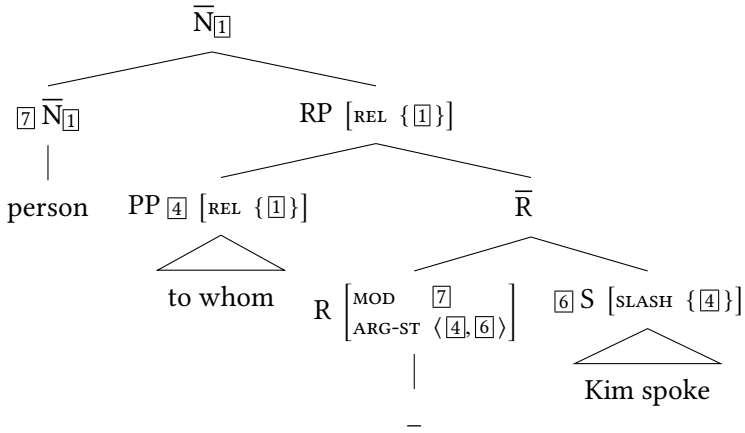 N̅ 1
7 N̅ 1 RP [REL { 1 }]
person PP 4 [REL { 1 }] R̅
to whom R [MOD 7 ARG-ST ⟨ 4 , 6 ⟩] 6 S [SLASH { 4 }]
Kim spoke
–